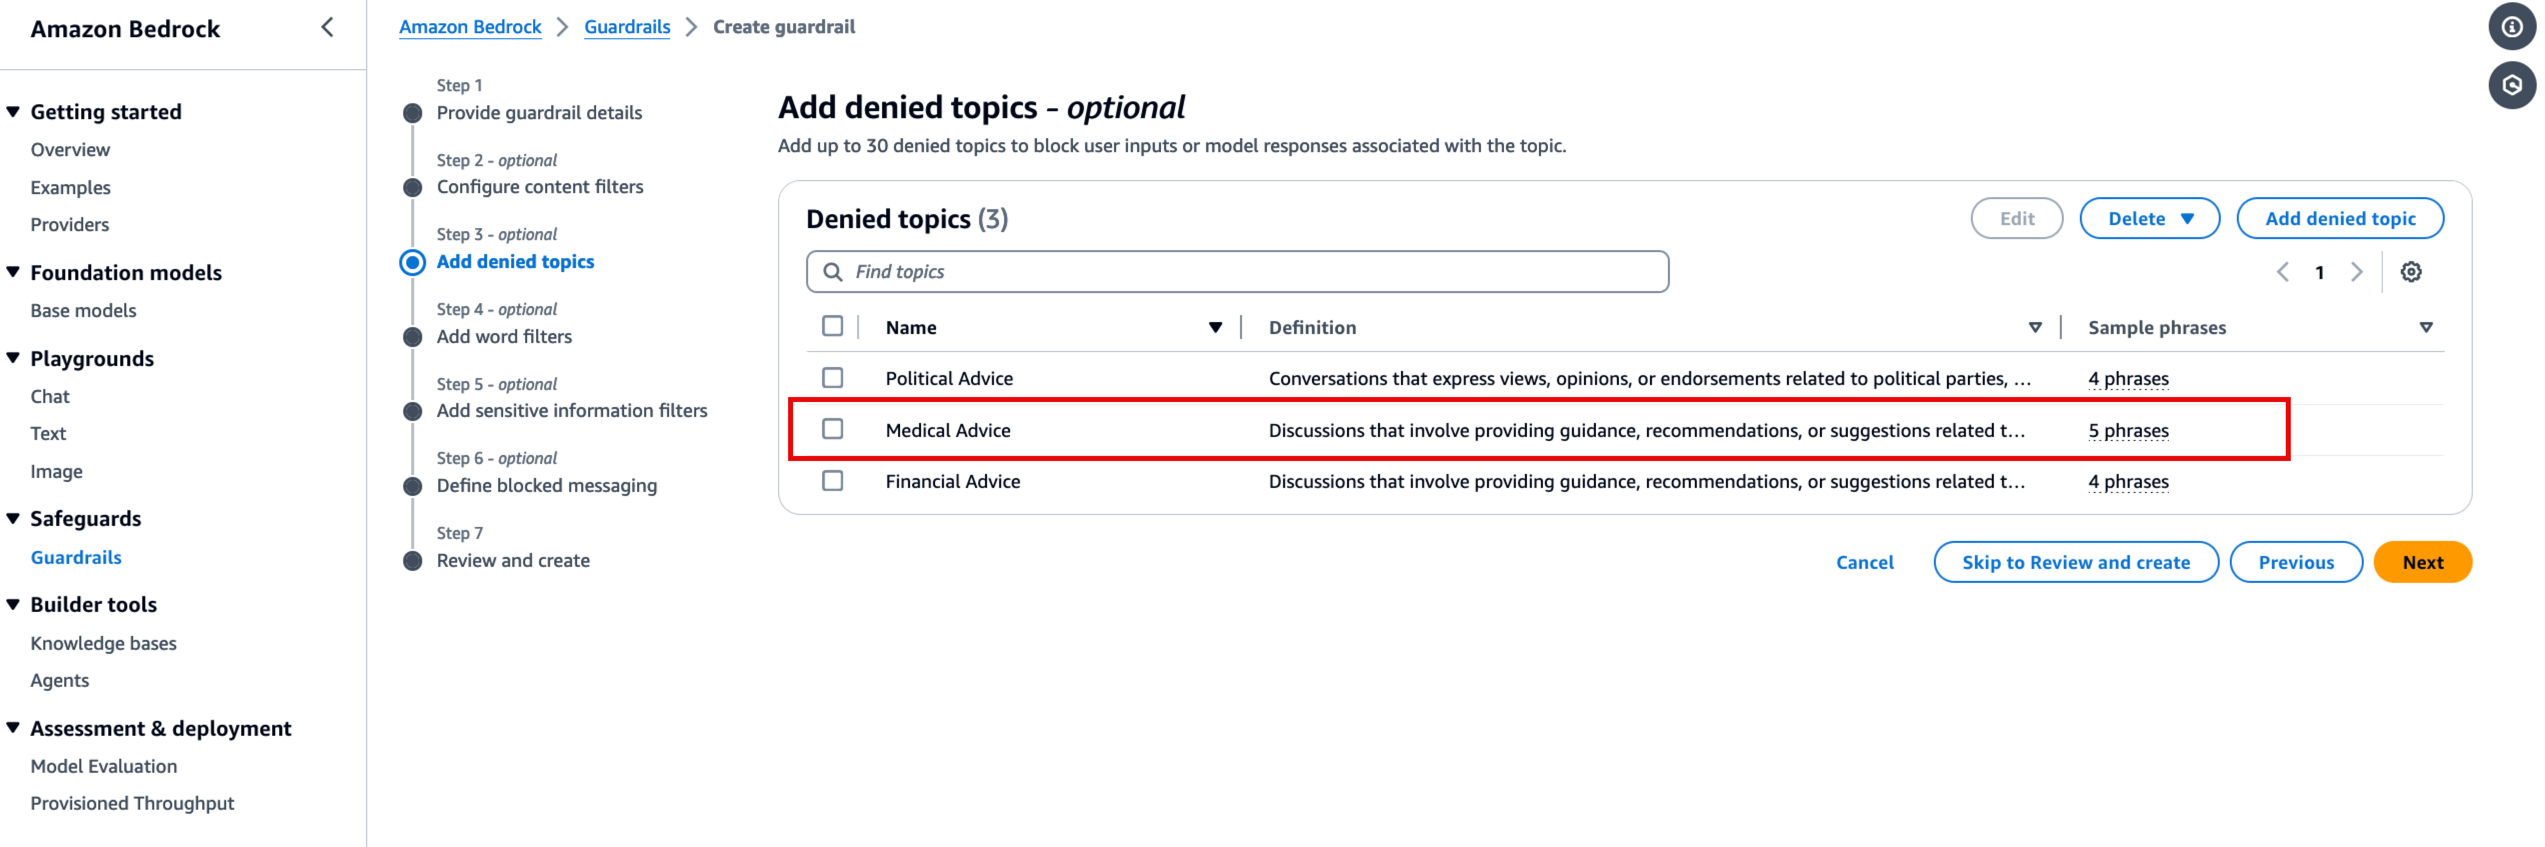 Amazon Bedrock
Getting started
Overview
Examples
Providers
Foundation models
Base models
Playgrounds
Chat
Text
Image
Safeguards
Guardrails
Builder tools
Knowledge bases
Agents
Assessment & deployment
Model Evaluation
Provisioned Throughput
Amazon Bedrock Guardrails Create guardrail
Step 1
Provide guardrail details
Step 2 - optional
Configure content filters
Step 3 - optional
Add denied topics
Step 4 - optional
Add word filters
Step 5 - optional
Add sensitive information filters
Step 6 - optional
Define blocked messaging
Step 7
Review and create
Add denied topics - optional
Add up to 30 denied topics to block user inputs or model responses associated with the topic.
Denied topics (3)
Edit Delete Add denied topic
Find topics
1
Name Definition Sample phrases
Political Advice Conversations that express views, opinions, or endorsements related to political parties, ... 4 phrases
Medical Advice Discussions that involve providing guidance, recommendations, or suggestions related t... 5 phrases
Financial Advice Discussions that involve providing guidance, recommendations, or suggestions related t... 4 phrases
Cancel Skip to Review and create Previous Next